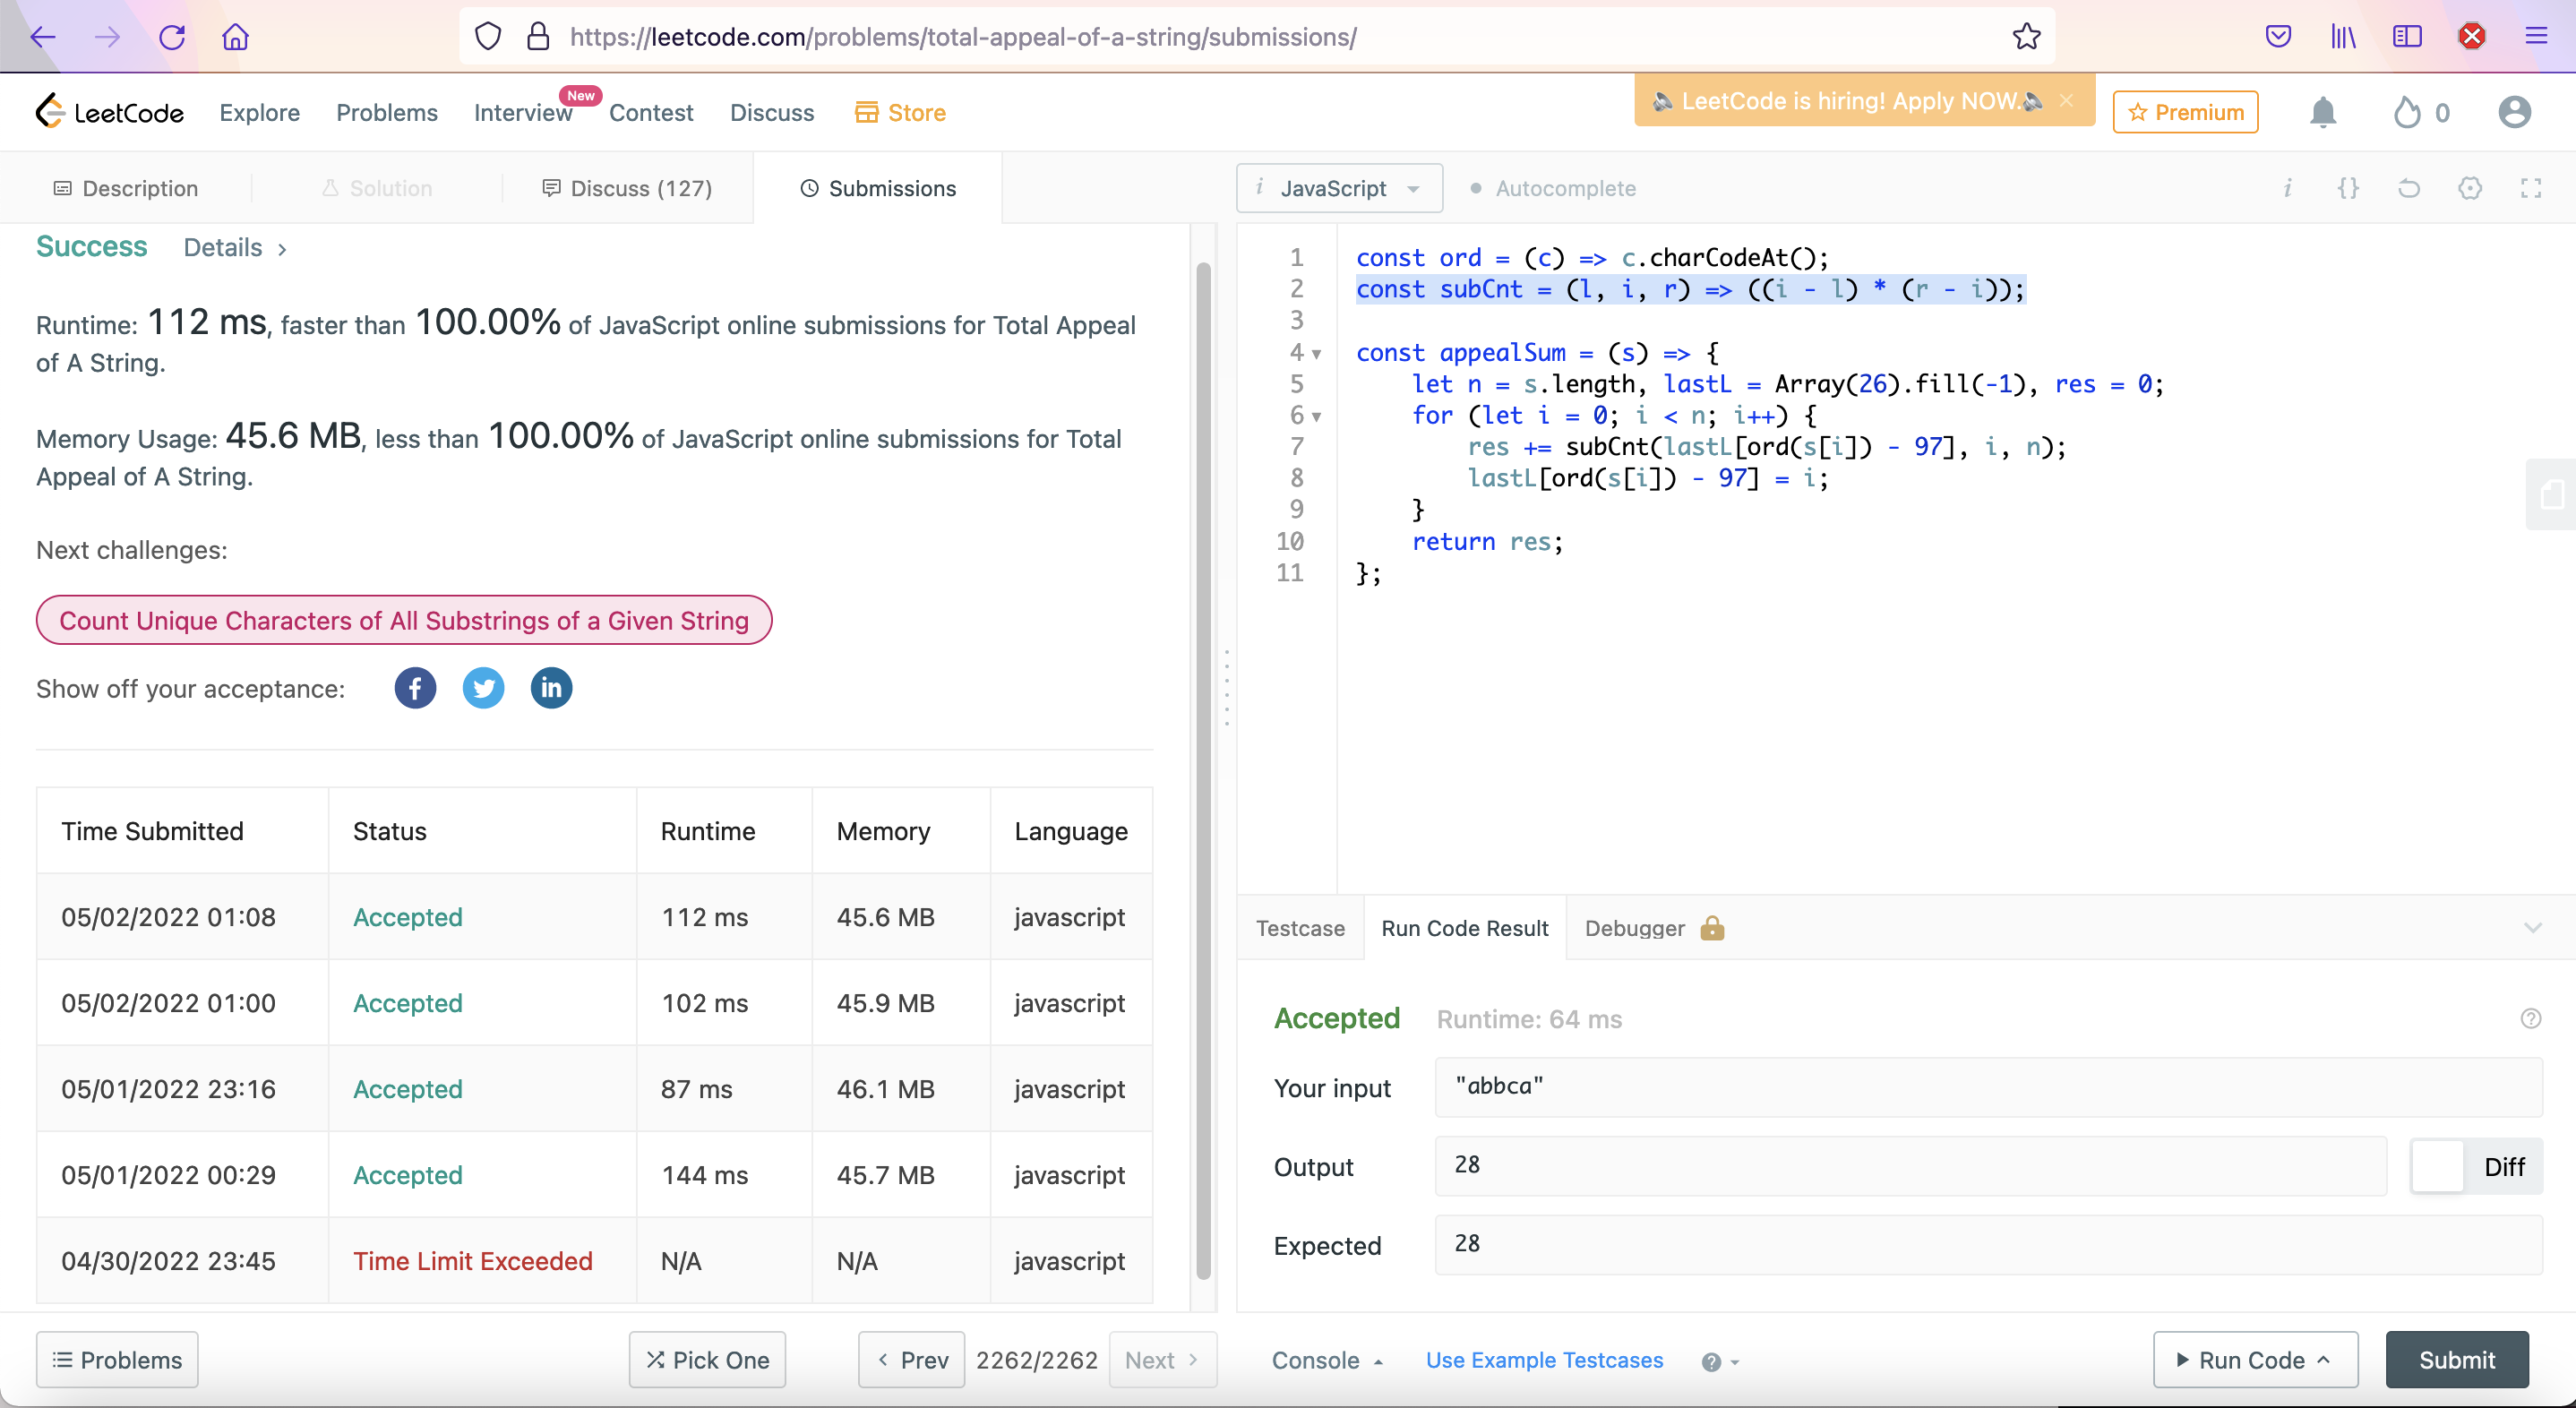 https://leetcode.com/problems/total-appeal-of-a-string/submissions/
LeetCode Explore Problems Interview New Contest Discuss Store
LeetCode is hiring! Apply NOW.
Premium
0
Description Solution Discuss (127) Submissions
i JavaScript Autocomplete
Success Details
Runtime: 112 ms, faster than 100.00% of JavaScript online submissions for Total Appeal
of A String.
Memory Usage: 45.6 MB, less than 100.00% of JavaScript online submissions for Total
Appeal of A String.
Next challenges:
Count Unique Characters of All Substrings of a Given String
Show off your acceptance:
Time Submitted Status Runtime Memory Language
05/02/2022 01:08 Accepted 112 ms 45.6 MB javascript
05/02/2022 01:00 Accepted 102 ms 45.9 MB javascript
05/01/2022 23:16 Accepted 87 ms 46.1 MB javascript
05/01/2022 00:29 Accepted 144 ms 45.7 MB javascript
04/30/2022 23:45 Time Limit Exceeded N/A N/A javascript
Problems Pick One Prev 2262/2262 Next
1 const ord = (c) => c.charCodeAt();
2 const subCnt = (l, i, r) => ((i - l) * (r - i));
3
4 const appealSum = (s) => {
5 let n = s.length, lastL = Array(26).fill(-1), res = 0;
6 for (let i = 0; i < n; i++) {
7 res += subCnt(lastL[ord(s[i]) - 97], i, n);
8 lastL[ord(s[i]) - 97] = i;
9 }
10 return res;
11 };
Testcase Run Code Result Debugger
Accepted Runtime: 64 ms
Your input "abbca"
Output 28 Diff
Expected 28
Console Use Example Testcases Run Code Submit